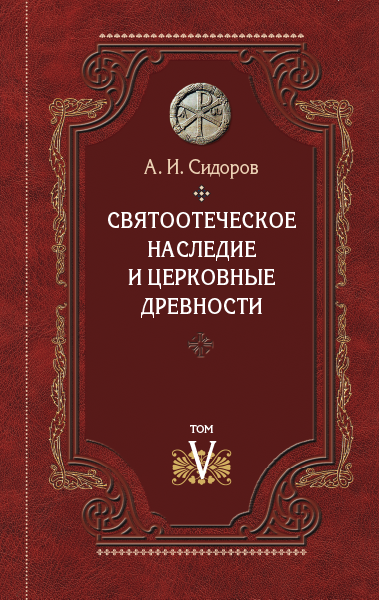 А. И. Сидоров
СВЯТООТЕЧЕСКОЕ
НАСЛЕДИЕ
И ЦЕРКОВНЫЕ
ДРЕВНОСТИ
ТОМ
V